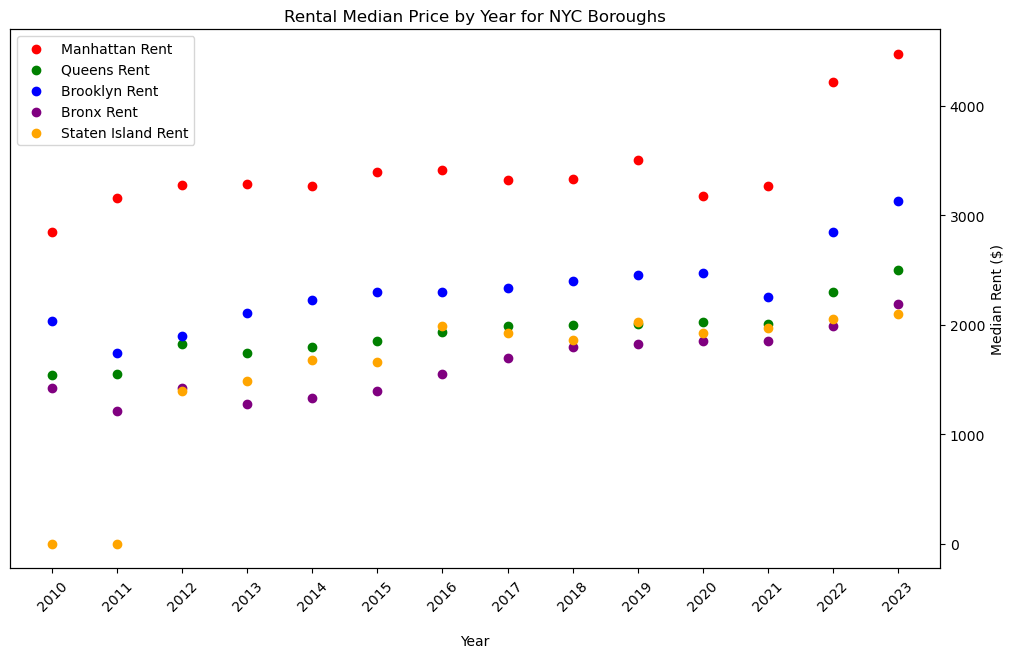 Rental Median Price by Year for NYC Boroughs
Manhattan Rent
Queens Rent
Brooklyn Rent
Bronx Rent
Staten Island Rent
4000
3000
2000
1000
0
Median Rent ($)
2010 2011 2012 2013 2014 2015 2016 2017 2018 2019 2020 2021 2022 2023
Year